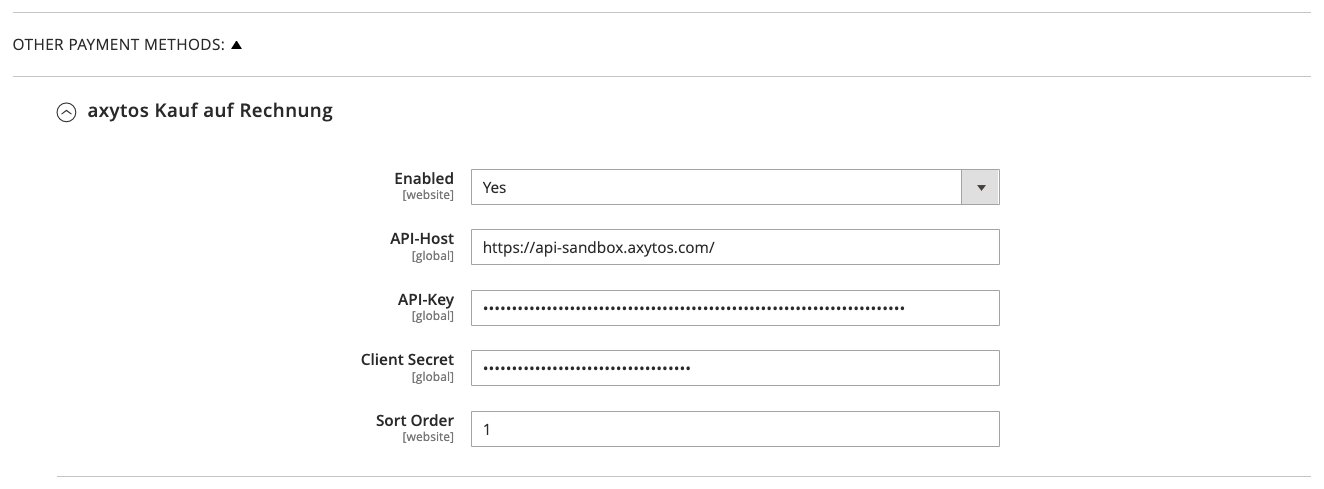 OTHER PAYMENT METHODS:
axytos Kauf auf Rechnung
Enabled
[website]
Yes
API-Host
[global]
https://api-sandbox.axytos.com/
API-Key
[global]
Client Secret
[global]
Sort Order
[website]
1